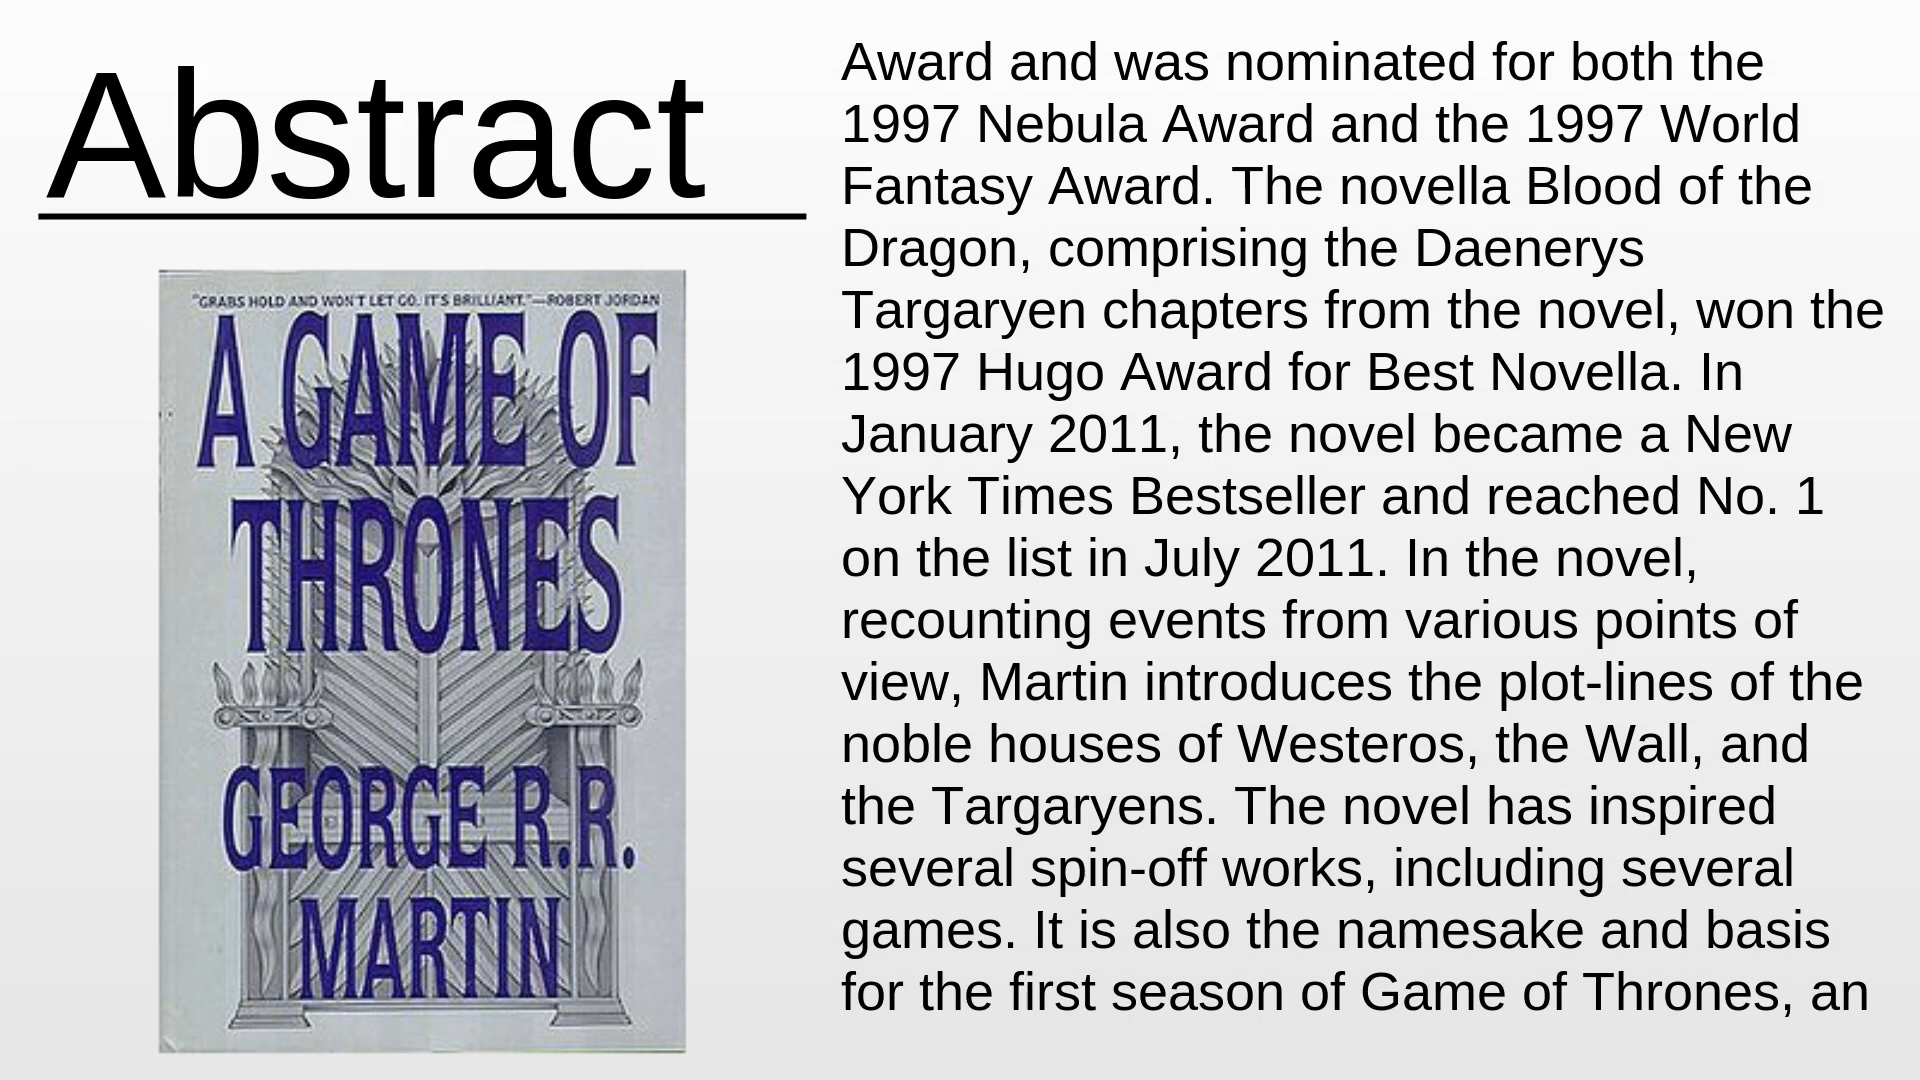 Abstract
"GRABS HOLD AND WON'T LET GO. IT'S BRILLIANT."—ROBERT JORDAN
A GAME OF
THRONES
GEORGE R.R.
MARTIN
Award and was nominated for both the
1997 Nebula Award and the 1997 World
Fantasy Award. The novella Blood of the
Dragon, comprising the Daenerys
Targaryen chapters from the novel, won the
1997 Hugo Award for Best Novella. In
January 2011, the novel became a New
York Times Bestseller and reached No. 1
on the list in July 2011. In the novel,
recounting events from various points of
view, Martin introduces the plot-lines of the
noble houses of Westeros, the Wall, and
the Targaryens. The novel has inspired
several spin-off works, including several
games. It is also the namesake and basis
for the first season of Game of Thrones, an